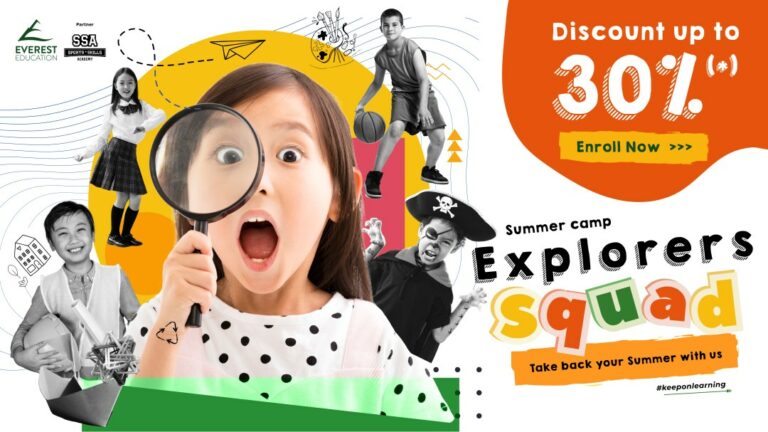 EVEREST
EDUCATION
Partner
SSA
SPORTS SKILLS
ACADEMY
Discount up to
30%(*)
Enroll Now >>>
Summer camp
Explorers
squad
Take back your Summer with us
#keeponlearning